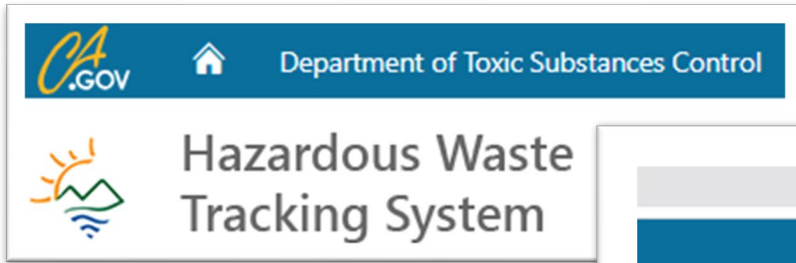 CA.GOV Department of Toxic Substances Control
Hazardous Waste
Tracking System